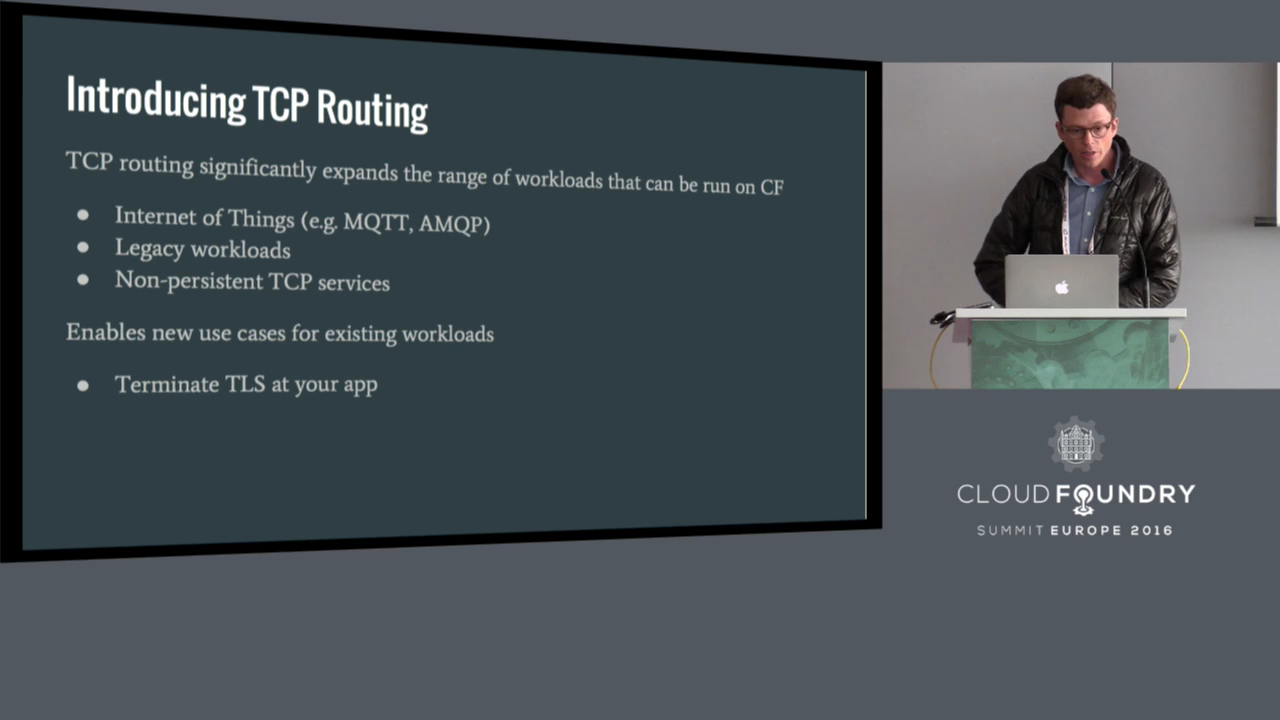 Introducing TCP Routing
TCP routing significantly expands the range of workloads that can be run on CF
● Internet of Things (e.g. MQTT, AMQP)
● Legacy workloads
● Non-persistent TCP services
Enables new use cases for existing workloads
● Terminate TLS at your app
CLOUD FOUNDRY
SUMMIT EUROPE 2016